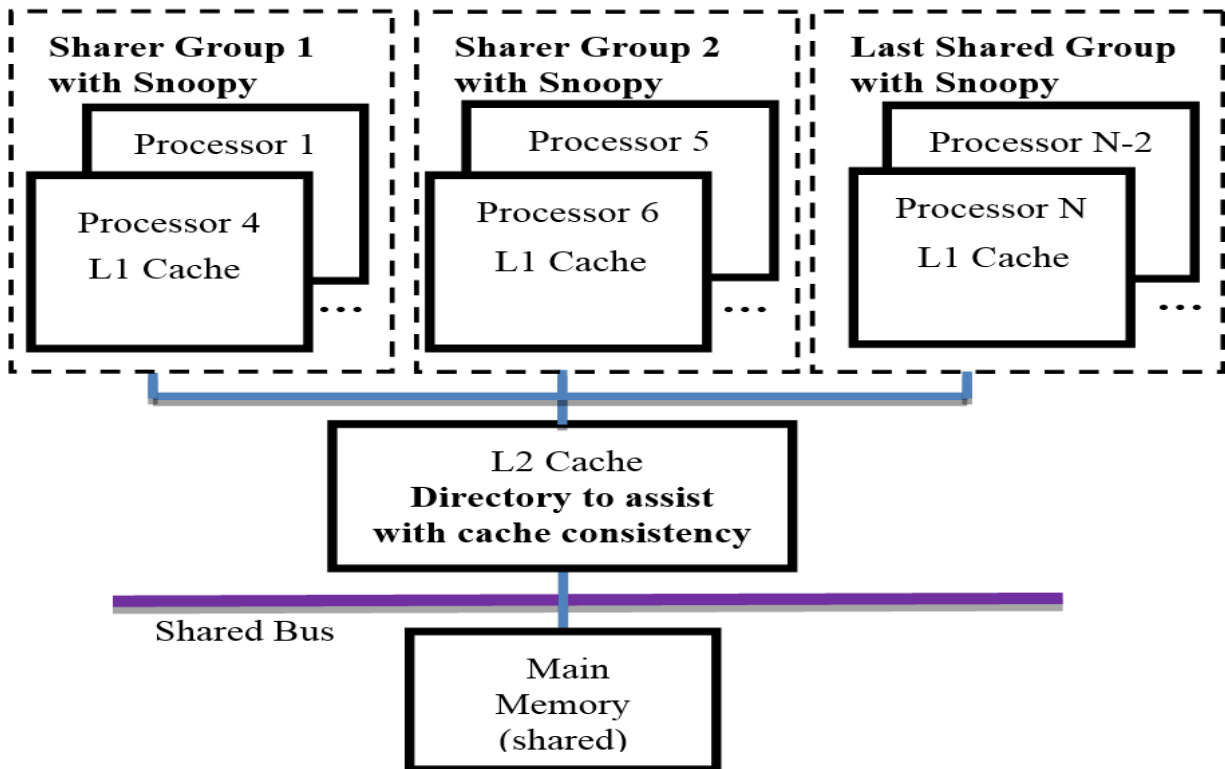 Sharer Group 1
with Snoopy
Processor 1
Processor 4
L1 Cache
...
Sharer Group 2
with Snoopy
Processor 5
Processor 6
L1 Cache
...
Last Shared Group
with Snoopy
Processor N-2
Processor N
L1 Cache
...
L2 Cache
Directory to assist
with cache consistency
Shared Bus
Main
Memory
(shared)